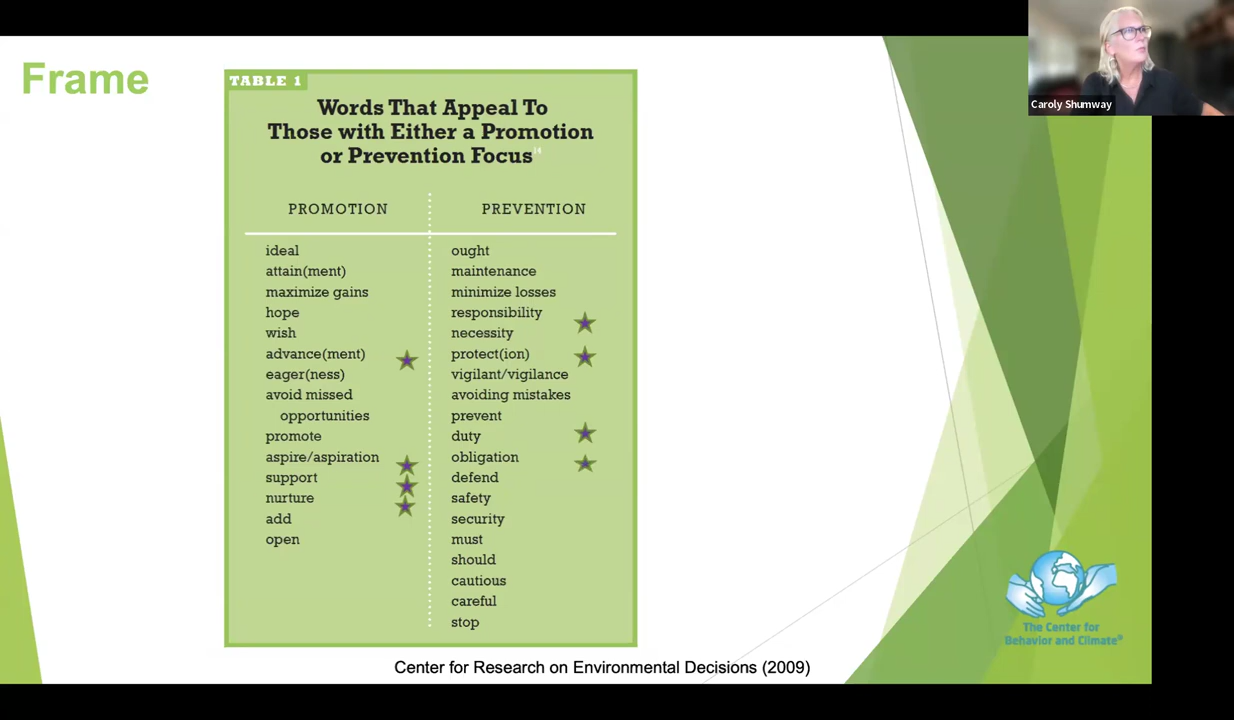 Frame
TABLE 1
Words That Appeal To
Those with Either a Promotion
or Prevention Focus14
PROMOTION
ideal
attain(ment)
maximize gains
hope
wish
advance(ment)
eager(ness)
avoid missed
opportunities
promote
aspire/aspiration
support
nurture
add
open
PREVENTION
ought
maintenance
minimize losses
responsibility
necessity
protect(ion)
vigilant/vigilance
avoiding mistakes
prevent
duty
obligation
defend
safety
security
must
should
cautious
careful
stop
Center for Research on Environmental Decisions (2009)
Caroly Shumway
The Center for
Behavior and Climate®